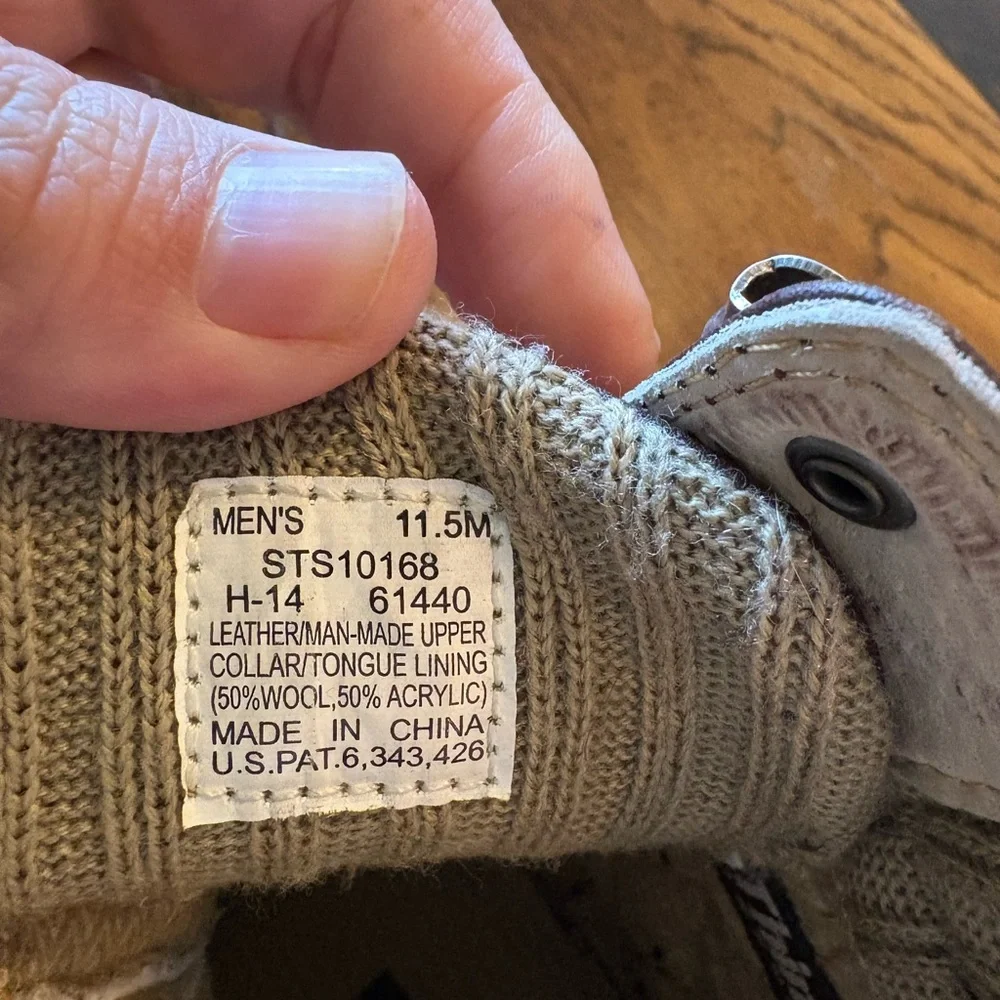 MEN'S 11.5M
STS10168
H-14 61440
LEATHER/MAN-MADE UPPER
COLLAR/TONGUE LINING
(50%WOOL,50% ACRYLIC)
MADE IN CHINA
U.S.PAT.6,343,426